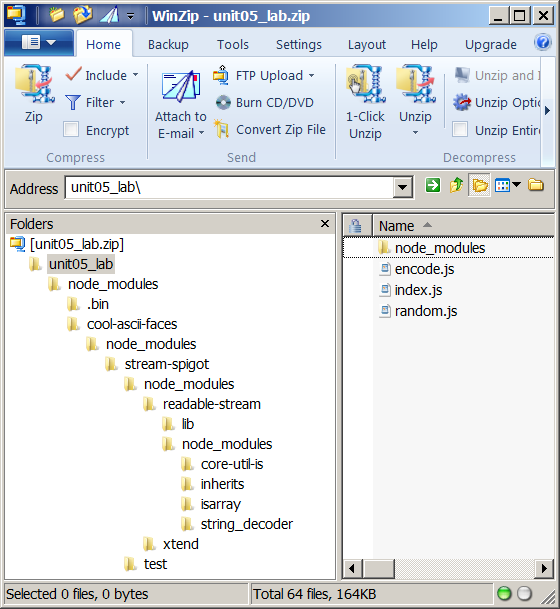 WinZip - unit05_lab.zip
Home Backup Tools Settings Layout Help Upgrade
Zip
Include
Filter
Encrypt
Compress
Attach to
E-mail
FTP Upload
Burn CD/DVD
Convert Zip File
Send
1-Click
Unzip
Unzip
Unzip and
Unzip Optio
Unzip Entire
Decompress
Address unit05_lab\
Folders
[unit05_lab.zip]
unit05_lab
node_modules
.bin
cool-ascii-faces
node_modules
stream-spigot
node_modules
readable-stream
lib
node_modules
core-util-is
inherits
isarray
string_decoder
xtend
test
Name
node_modules
encode.js
index.js
random.js
Selected 0 files, 0 bytes
Total 64 files, 164KB